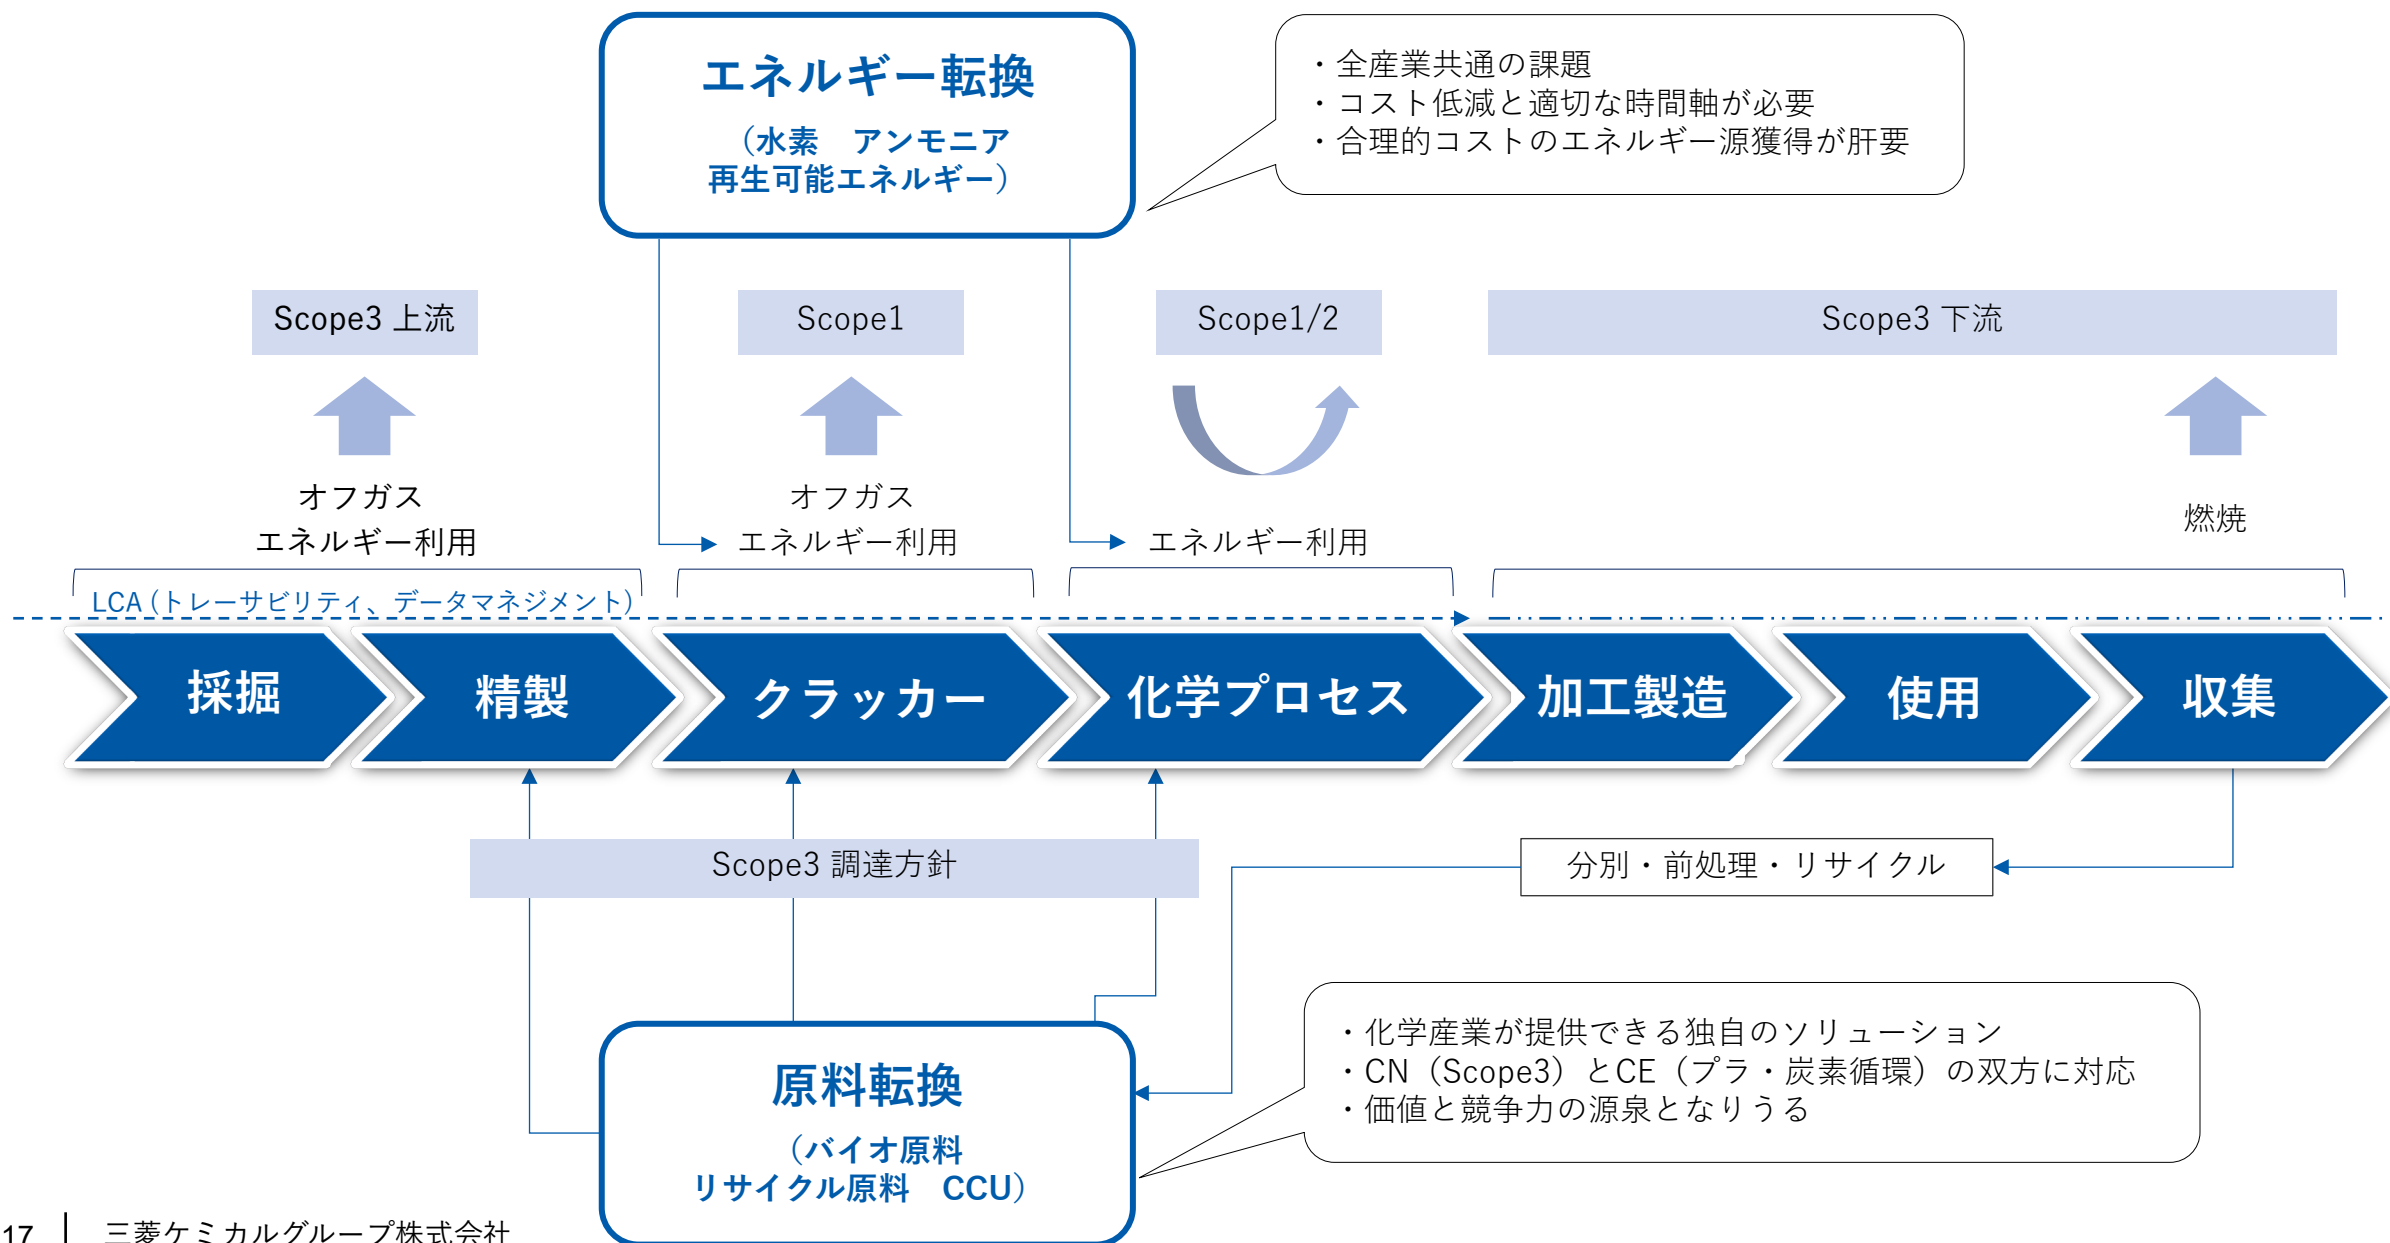 エネルギー転換
（水素　アンモニア
再生可能エネルギー）
・全産業共通の課題
・コスト低減と適切な時間軸が必要
・合理的コストのエネルギー源獲得が肝要
Scope3 上流
Scope1
Scope1/2
Scope3 下流
オフガス
エネルギー利用
オフガス
エネルギー利用
エネルギー利用
燃焼
LCA（トレーサビリティ、データマネジメント）
採掘
精製
クラッカー
化学プロセス
加工製造
使用
収集
Scope3 調達方針
分別・前処理・リサイクル
原料転換
（バイオ原料
リサイクル原料　CCU）
・化学産業が提供できる独自のソリューション
・CN（Scope3）とCE（プラ・炭素循環）の双方に対応
・価値と競争力の源泉となりうる
17
三菱ケミカルグループ株式会社